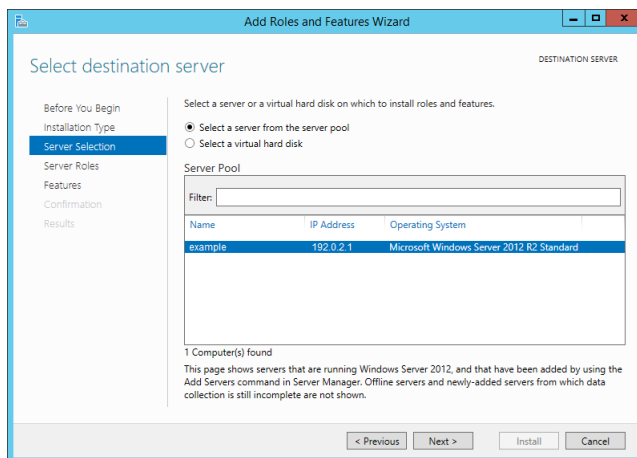 Add Roles and Features Wizard
Select destination server
DESTINATION SERVER
Before You Begin
Installation Type
Server Selection
Server Roles
Features
Confirmation
Results
Select a server or a virtual hard disk on which to install roles and features.
Select a server from the server pool
Select a virtual hard disk
Server Pool
Filter:
Name IP Address Operating System
example 192.0.2.1 Microsoft Windows Server 2012 R2 Standard
1 Computer(s) found
This page shows servers that are running Windows Server 2012, and that have been added by using the
Add Servers command in Server Manager. Offline servers and newly-added servers from which data
collection is still incomplete are not shown.
< Previous Next > Install Cancel